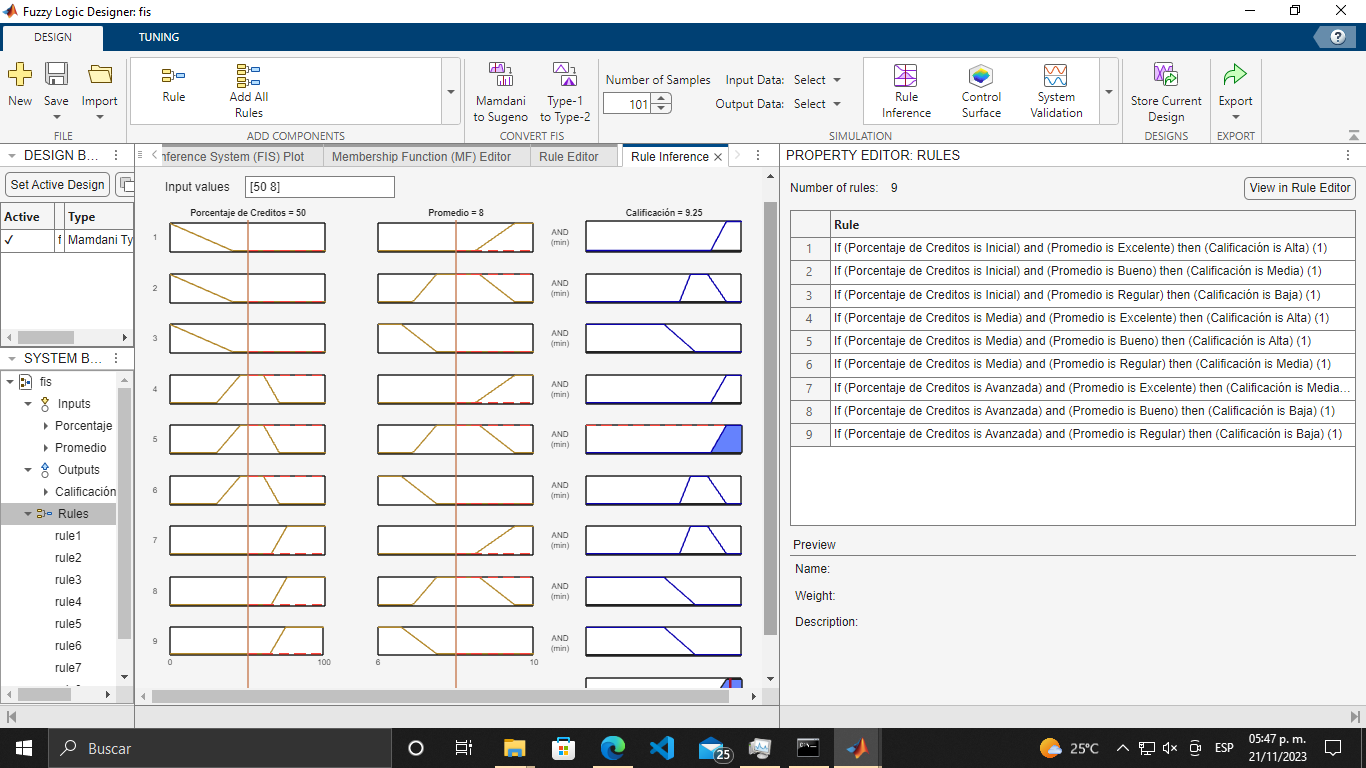 Fuzzy Logic Designer: fis
DESIGN
TUNING
New
Save
Import
FILE
Rule
Add All
Rules
ADD COMPONENTS
Mamdani
to Sugeno
Type-1
to Type-2
CONVERT FIS
Number of Samples
101
Input Data:
Select
Output Data:
Select
Rule
Inference
Control
Surface
System
Validation
SIMULATION
Store Current
Design
DESIGNS
Export
EXPORT
DESIGN B...
Set Active Design
Active
Type
f
Mamdani Ty
SYSTEM B...
fis
Inputs
Porcentaje
Promedio
Outputs
Calificación
Rules
rule1
rule2
rule3
rule4
rule5
rule6
rule7
nference System (FIS) Plot
Membership Function (MF) Editor
Rule Editor
Rule Inference
Input values
[50 8]
Porcentaje de Creditos = 50
Promedio = 8
Calificación = 9.25
1
AND
(min)
2
AND
(min)
3
AND
(min)
4
AND
(min)
5
AND
(min)
6
AND
(min)
7
AND
(min)
8
AND
(min)
9
AND
(min)
0
100
6
10
PROPERTY EDITOR: RULES
Number of rules: 9
View in Rule Editor
Rule
1 If (Porcentaje de Creditos is Inicial) and (Promedio is Excelente) then (Calificación is Alta) (1)
2 If (Porcentaje de Creditos is Inicial) and (Promedio is Bueno) then (Calificación is Media) (1)
3 If (Porcentaje de Creditos is Inicial) and (Promedio is Regular) then (Calificación is Baja) (1)
4 If (Porcentaje de Creditos is Media) and (Promedio is Excelente) then (Calificación is Alta) (1)
5 If (Porcentaje de Creditos is Media) and (Promedio is Bueno) then (Calificación is Alta) (1)
6 If (Porcentaje de Creditos is Media) and (Promedio is Regular) then (Calificación is Media) (1)
7 If (Porcentaje de Creditos is Avanzada) and (Promedio is Excelente) then (Calificación is Media...
8 If (Porcentaje de Creditos is Avanzada) and (Promedio is Bueno) then (Calificación is Baja) (1)
9 If (Porcentaje de Creditos is Avanzada) and (Promedio is Regular) then (Calificación is Baja) (1)
Preview
Name:
Weight:
Description:
Buscar
25
25°C
ESP
05:47 p. m.
21/11/2023